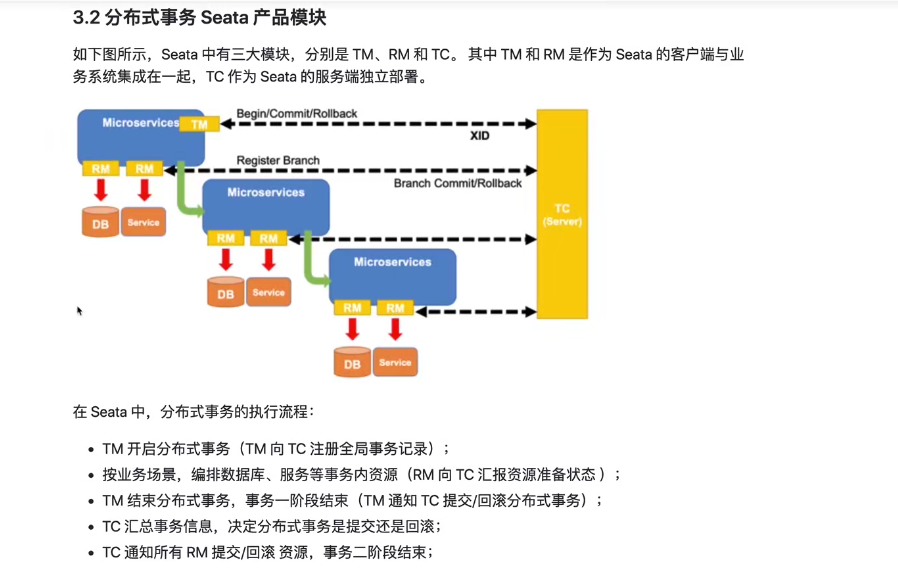 3.2 分布式事务 Seata 产品模块
如下图所示，Seata 中有三大模块，分别是 TM、RM 和 TC。 其中 TM 和 RM 是作为 Seata 的客户端与业
务系统集成在一起，TC 作为 Seata 的服务端独立部署。
Microservices TM
Begin/Commit/Rollback
XID
RM RM
Register Branch
Branch Commit/Rollback
DB Service
Microservices
TC
(Server)
RM RM
DB Service
Microservices
RM RM
DB Service
在 Seata 中，分布式事务的执行流程：
• TM 开启分布式事务（TM 向 TC 注册全局事务记录）；
• 按业务场景，编排数据库、服务等事务内资源（RM 向 TC 汇报资源准备状态 ）；
• TM 结束分布式事务，事务一阶段结束（TM 通知 TC 提交/回滚分布式事务）；
• TC 汇总事务信息，决定分布式事务是提交还是回滚；
• TC 通知所有 RM 提交/回滚 资源，事务二阶段结束；